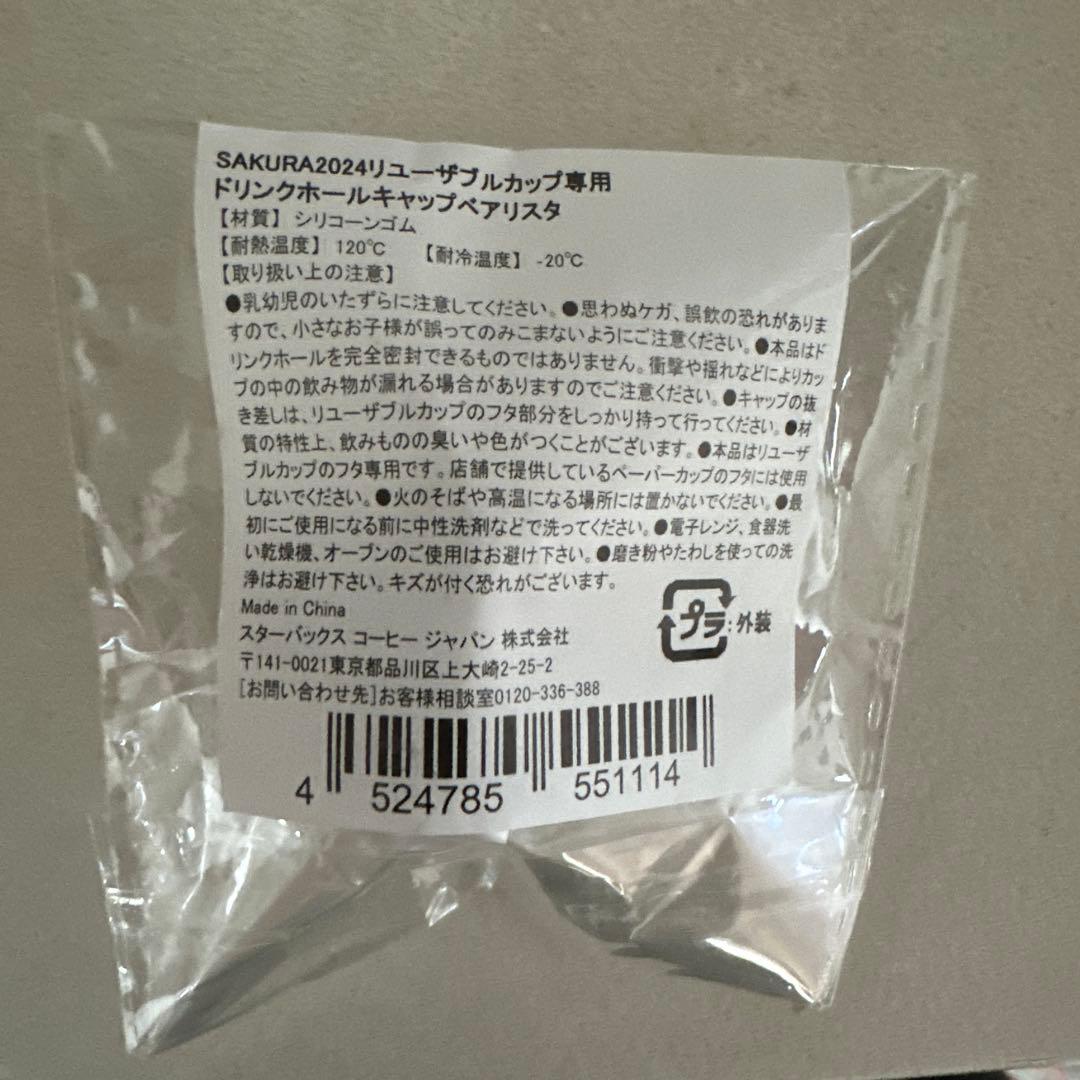 SAKURA2024リユーザブルカップ専用
ドリンクホールキャップベアリスタ
【材質】 シリコーンゴム
【耐熱温度】 120℃ 【耐冷温度】 -20℃
【取り扱い上の注意】
●乳幼児のいたずらに注意してください。●思わぬケガ、誤飲の恐れがありま
すので、小さなお子様が誤ってのみこまないようにご注意ください。●本品はド
リンクホールを完全密封できるものではありません。衝撃や揺れなどによりカッ
プの中の飲み物が漏れる場合がありますのでご注意ください。●キャップの抜
き差しは、リユーザブルカップのフタ部分をしっかり持って行ってください。●材
質の特性上、飲みものの臭いや色がつくことがございます。●本品はリユーザ
ブルカップのフタ専用です。店舗で提供しているペーパーカップのフタには使用
しないでください。●火のそばや高温になる場所には置かないでください。●最
初にご使用になる前に中性洗剤などで洗ってください。●電子レンジ、食器洗
い乾燥機、オーブンのご使用はお避け下さい。●磨き粉やたわしを使っての洗
浄はお避け下さい。キズが付く恐れがございます。
Made in China
プラ:外装
スターバックス コーヒー ジャパン 株式会社
〒141-0021東京都品川区上大崎2-25-2
[お問い合わせ先]お客様相談室0120-336-388
4 524785 551114